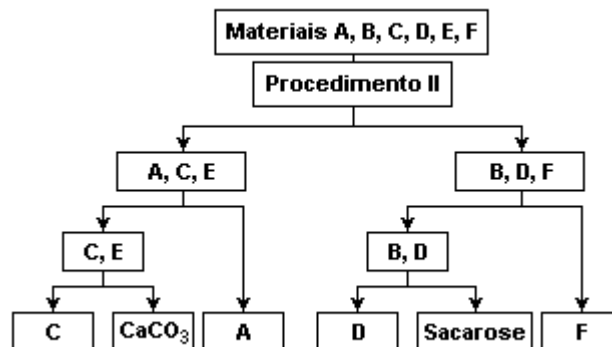 Materiais A, B, C, D, E, F
Procedimento II
A, C, E
B, D, F
C, E
B, D
C
CaCO₃
A
D
Sacarose
F